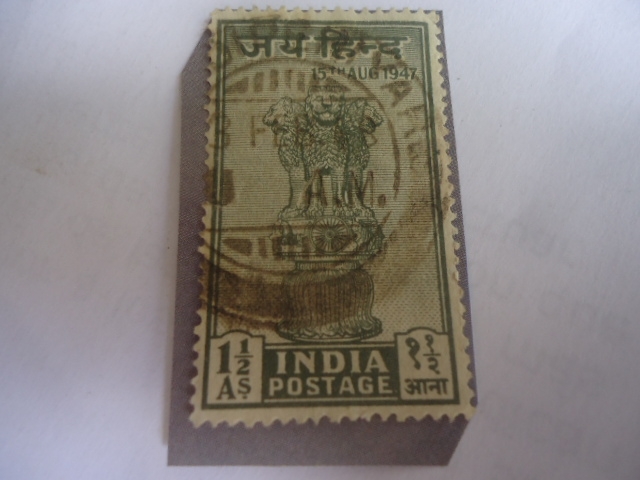 जय हिन्द
15TH AUG 1947
A.M.
1½ As INDIA POSTAGE १½ आना